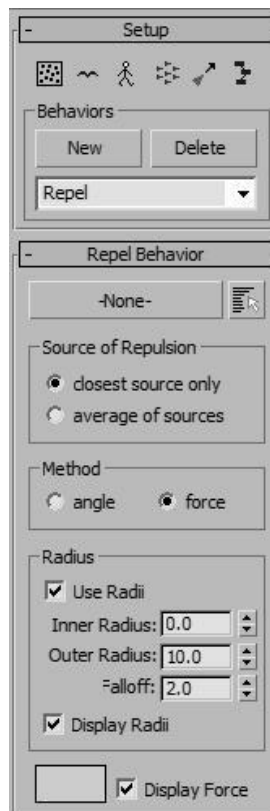 - Setup
Behaviors
New Delete
Repel
- Repel Behavior
-None-
Source of Repulsion
closest source only
average of sources
Method
angle force
Radius
Use Radii
Inner Radius: 0.0
Outer Radius: 10.0
Falloff: 2.0
Display Radii
Display Force